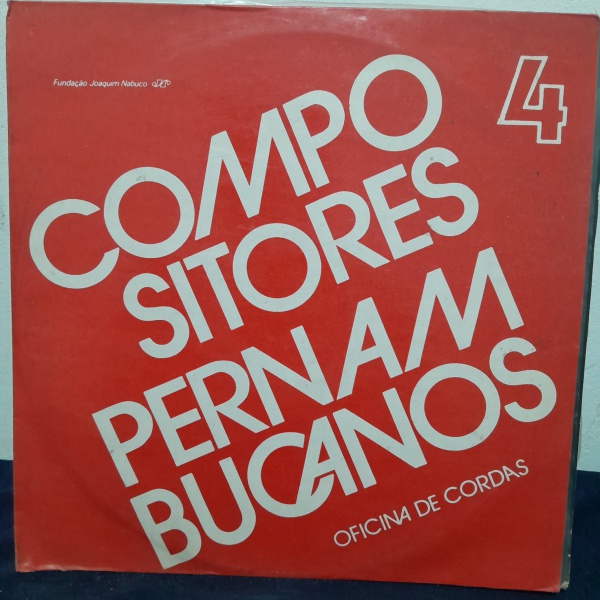 Fundação Joaquim Nabuco
4
COMPO
SITORES
PERNAM
BUCANOS
OFICINA DE CORDAS